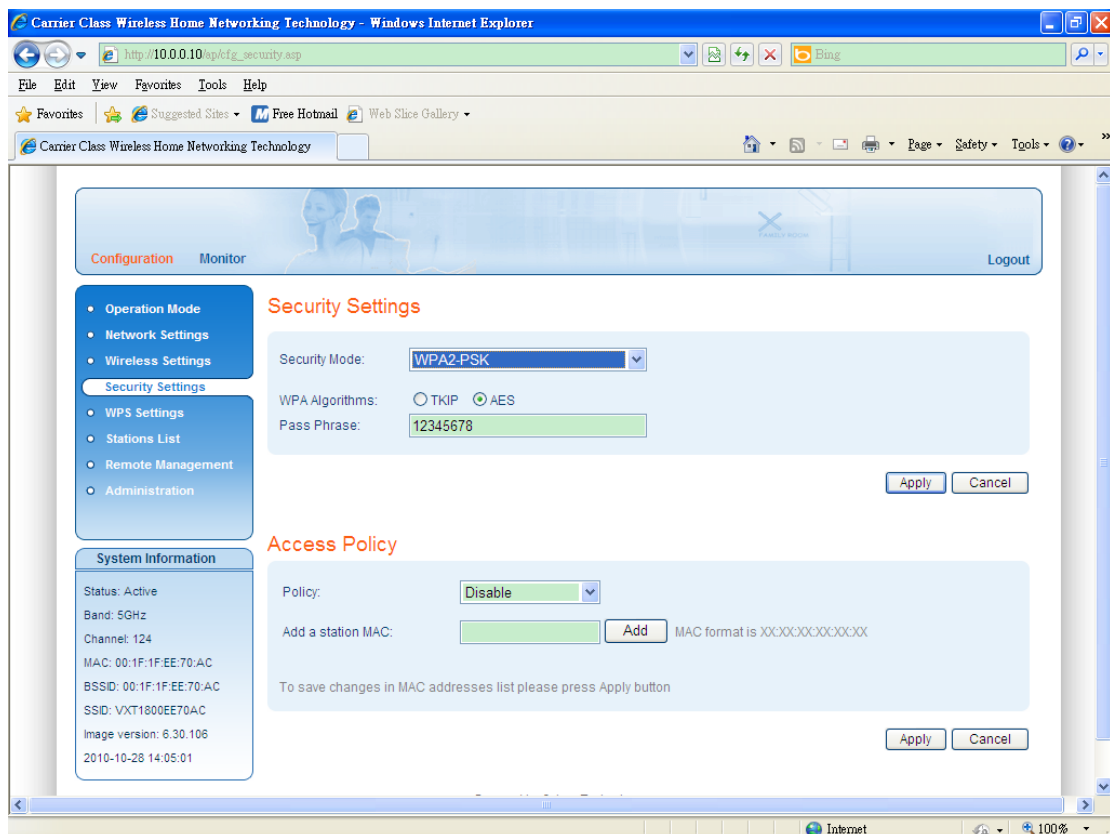 Carrier Class Wireless Home Networking Technology - Windows Internet Explorer
http://10.0.0.10/ap/cfg_security.asp
Bing
File Edit View Favorites Tools Help
Favorites Suggested Sites Free Hotmail Web Slice Gallery
Carrier Class Wireless Home Networking Technology
Page Safety Tools »
FAMILY ROOM
Configuration Monitor Logout
Operation Mode
Network Settings
Wireless Settings
Security Settings
WPS Settings
Stations List
Remote Management
Administration
System Information
Status: Active
Band: 5GHz
Channel: 124
MAC: 00:1F:1F:EE:70:AC
BSSID: 00:1F:1F:EE:70:AC
SSID: VXT1800EE70AC
Image version: 6.30.106
2010-10-28 14:05:01
Security Settings
Security Mode: WPA2-PSK
WPA Algorithms: TKIP AES
Pass Phrase: 12345678
Apply Cancel
Access Policy
Policy: Disable
Add a station MAC: Add MAC format is XX:XX:XX:XX:XX:XX
To save changes in MAC addresses list please press Apply button
Apply Cancel
Internet 100%